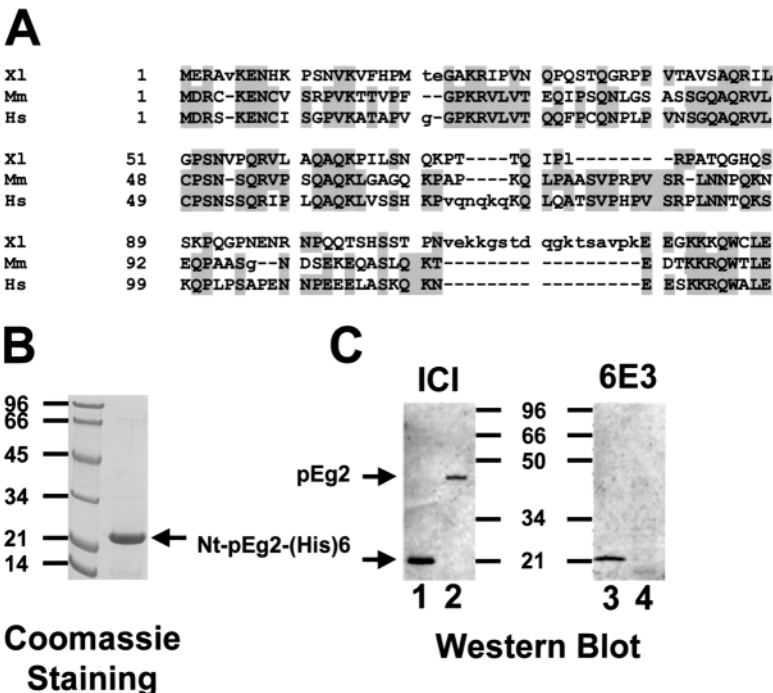 A
Xl 1 MERAvKENHK PSNVKVFHPM teGAKRIPVN QPQSTQGRPP VTAVSAQRIL
Mm 1 MDRC-KENCV SRPVKTTVPF --GPKRVLVT EQIPSQNLGS ASSGQAQRVL
Hs 1 MDRS-KENCI SGPVKATAPV g-GPKRVLVT QQFPCQNPLP VNSGQAQRVL
Xl 51 GPSNVPQRVL AQAQKPILSN QKPT----TQ IPl------- -RPATQGHQS
Mm 48 CPSN-SQRVP SQAQKLGAGQ KPAP----KQ LPAASVPRPV SR-LNNPQKN
Hs 49 CPSNSSQRIP LQAQKLVSSH KPvqnqkqKQ LQATSVPHPV SRPLNNTQKS
Xl 89 SKPQGPNENR NPQQTSHSST PNvekkgstd qgktsavpkE EGKKKQWCLE
Mm 92 EQPAASg--N DSEKEQASLQ KT-------- ---------E DTKKRQWTLE
Hs 99 KQPLPSAPEN NPEEELASKQ KN-------- ---------E ESKKRQWALE
B
96
66
45
34
21
14
Nt-pEg2-(His)6
Coomassie
Staining
C
ICI 6E3
pEg2
96
66
50
34
21
1 2 3 4
Western Blot